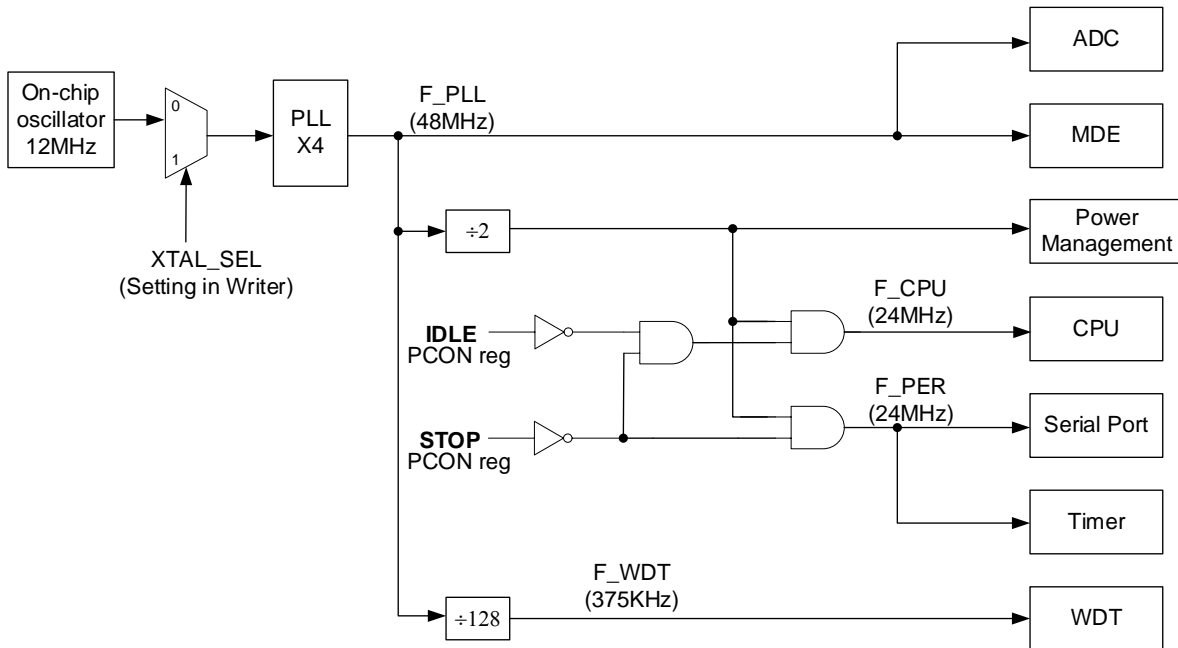 On-chip
oscillator
12MHz
0
1
XTAL_SEL
(Setting in Writer)
PLL
X4
F_PLL
(48MHz)
ADC
MDE
÷2
Power
Management
IDLE
PCON reg
F_CPU
(24MHz)
CPU
STOP
PCON reg
F_PER
(24MHz)
Serial Port
Timer
÷128
F_WDT
(375KHz)
WDT